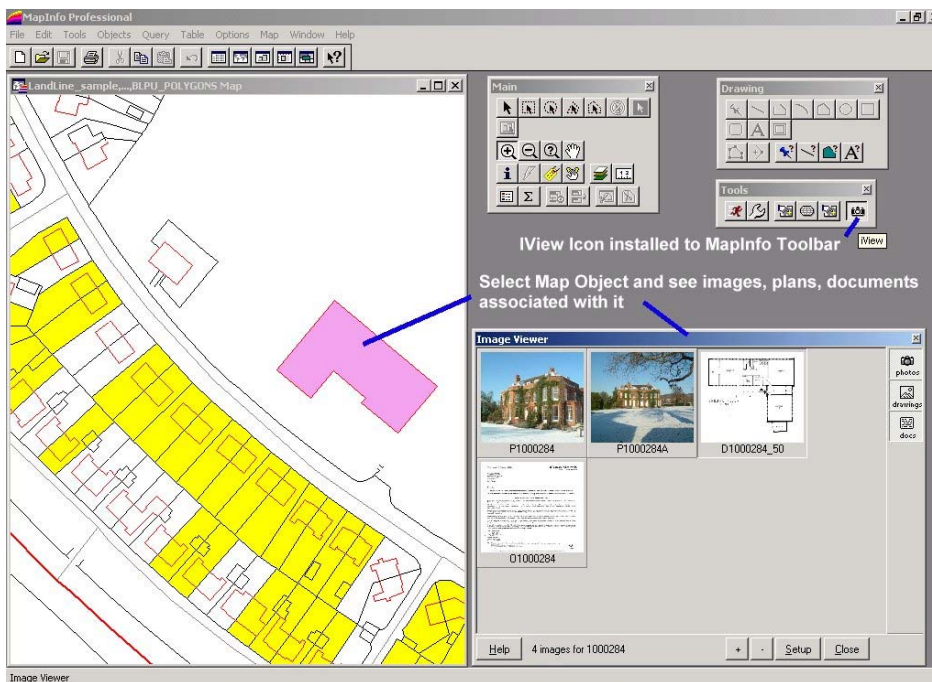 MapInfo Professional
File Edit Tools Objects Query Table Options Map Window Help
LandLine_sample,...,BLPU_POLYGONS Map
Main
Drawing
Tools
IView Icon installed to MapInfo Toolbar
IView
Select Map Object and see images, plans, documents
associated with it
Image Viewer
photos
drawings
docs
P1000284
P1000284A
D1000284_50
O1000284
Help
4 images for 1000284
+
-
Setup
Close
Image Viewer